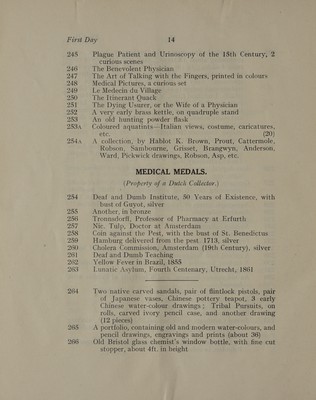 First Day 14
245 Plague Patient and Urinoscopy of the 15th Century, 2
curious scenes
246 The Benevolent Physician
247 The Art of Talking with the Fingers, printed in colours
248 Medical Pictures, a curious set
249 Le Medecin du Village
250 The Itinerant Quack
251 The Dying Usurer, or the Wife of a Physician
252 A very early brass kettle, on quadruple stand
253 An old hunting powder flask
253A Coloured aquatints—Italian views, costume, caricatures,
etc. (20)
254A A collection, by Hablot K. Brown, Prout, Cattermole,
Robson, Sambourne, Grisset, Brangwyn, Anderson,
Ward, Pickwick drawings, Robson, Asp, etc.
MEDICAL MEDALS.
(Property of a Dutch Collector.)
254 Deaf and Dumb Institute, 50 Years of Existence, with
bust of Guyot, silver
255 Another, in bronze
256 Tromnsdorff, Professor of Pharmacy at Erfurth
257 Nic. Tulp, Doctor at Amsterdam
258 Coin against the Pest, with the bust of St. Benedictus
259 Hamburg delivered from the pest, 1713, silver
260 Cholera Commission, Amsterdam (19th Century), silver
261 Deaf and Dumb Teaching
262 Yellow Fever in Brazil, 1855
263 Lunatic Asylum, Fourth Centenary, Utrecht, 1861
264 Two native carved sandals, pair of flintlock pistols, pair
of Japanese vases, Chinese pottery teapot, 3 early
Chinese water-colour drawings; Tribal Pursuits, on
rolls, carved ivory pencil case, and another drawing
(12 pieces)
265 A portfolio, containing old and modern water-colours, and
pencil drawings, engravings and prints (about 36)
266 Old Bristol glass chemist's window bottle, with fine cut
stopper, about 4ft. in height